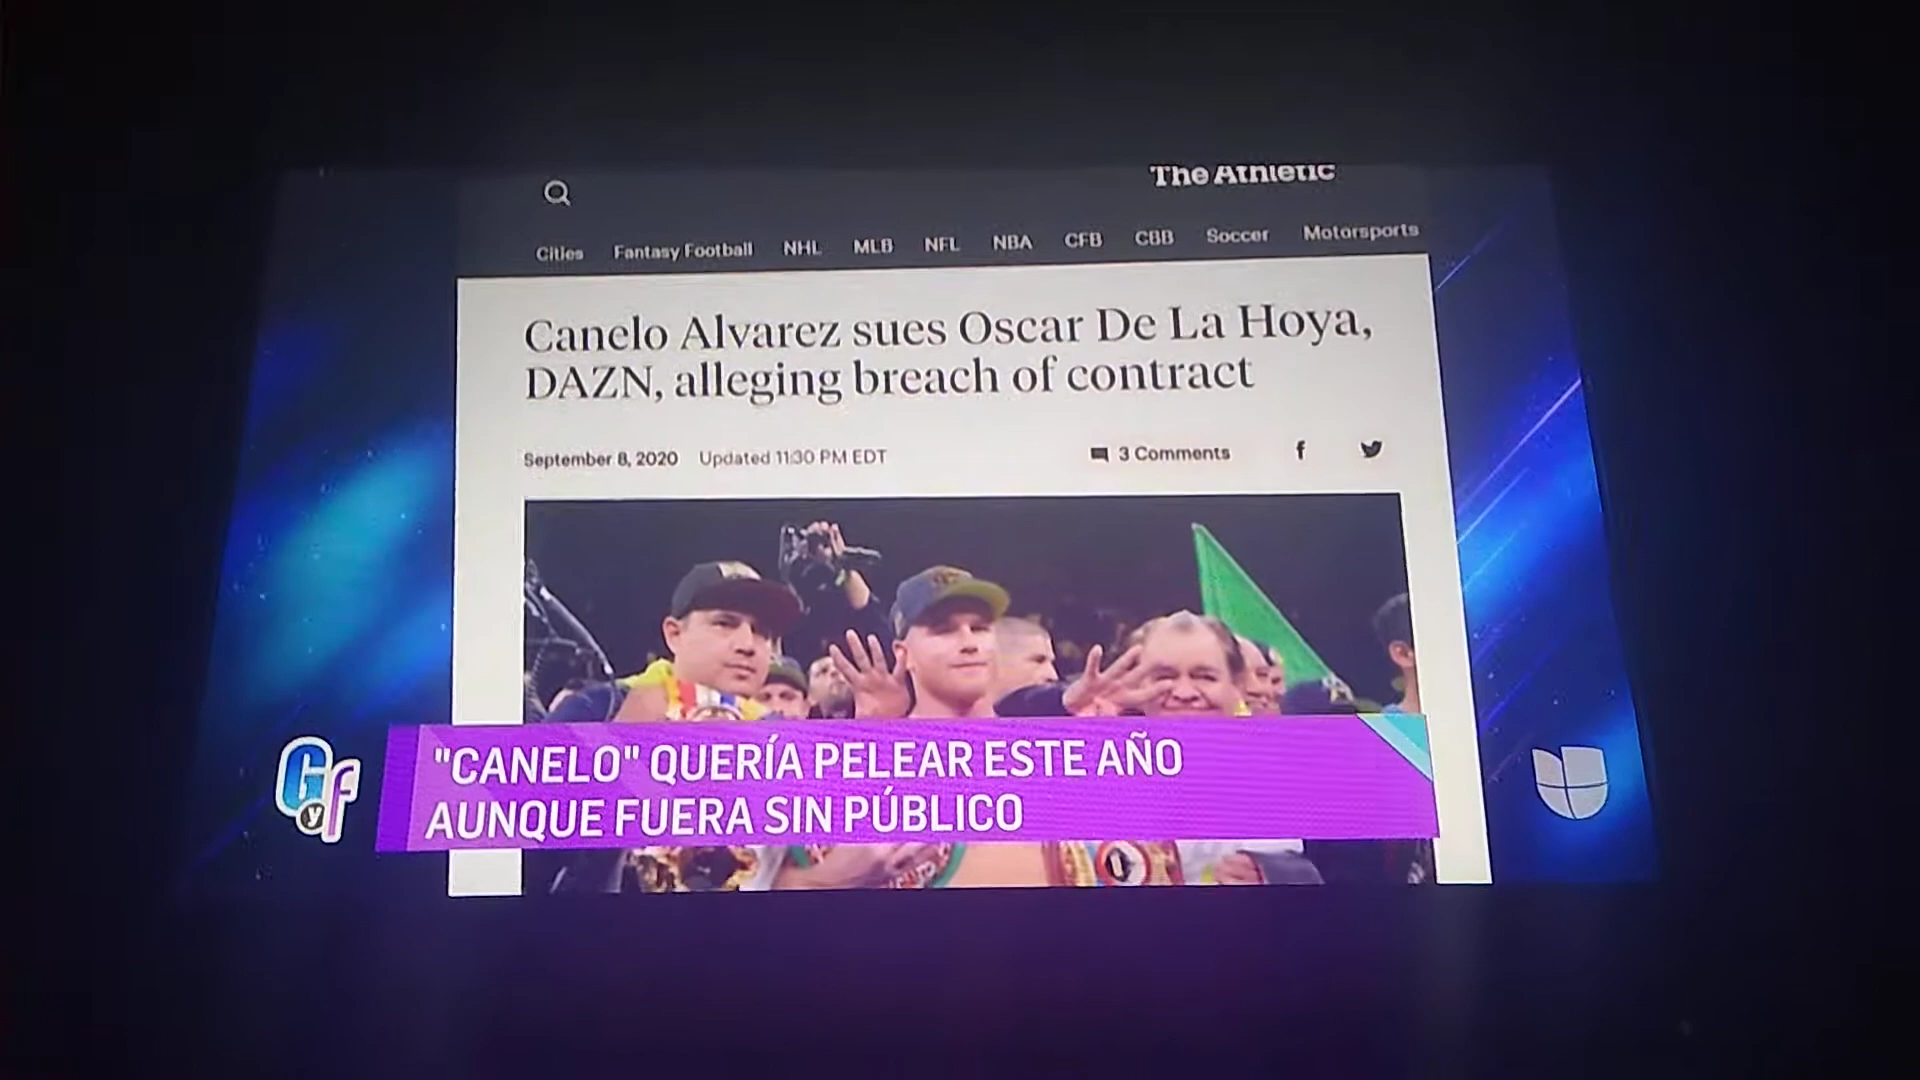 The Athletic
Cities Fantasy Football NHL MLB NFL NBA CFB CBB Soccer Motorsports
Canelo Alvarez sues Oscar De La Hoya,
DAZN, alleging breach of contract
September 8, 2020 Updated 11:30 PM EDT 3 Comments
"CANELO" QUERÍA PELEAR ESTE AÑO
AUNQUE FUERA SIN PÚBLICO
G y f